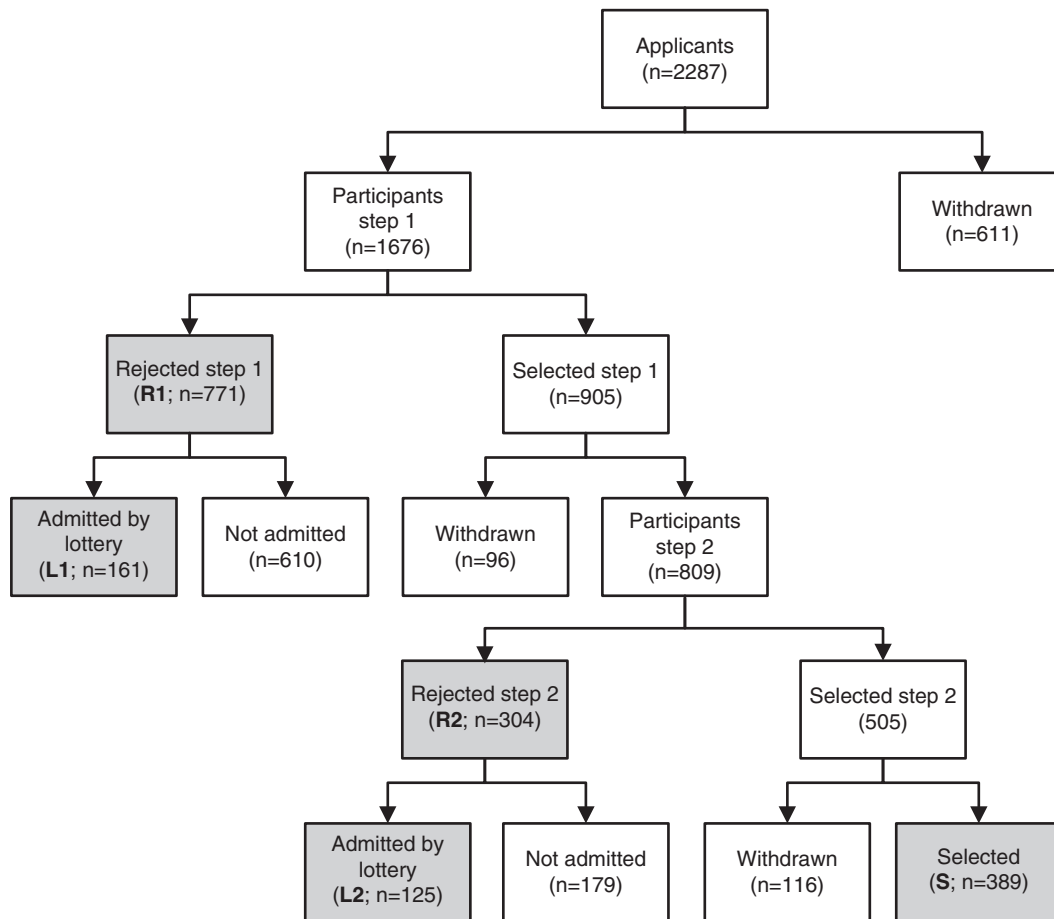 Applicants
(n=2287)
Participants
step 1
(n=1676)
Withdrawn
(n=611)
Rejected step 1
(R1; n=771)
Selected step 1
(n=905)
Admitted by
lottery
(L1; n=161)
Not admitted
(n=610)
Withdrawn
(n=96)
Participants
step 2
(n=809)
Rejected step 2
(R2; n=304)
Selected step 2
(505)
Admitted by
lottery
(L2; n=125)
Not admitted
(n=179)
Withdrawn
(n=116)
Selected
(S; n=389)